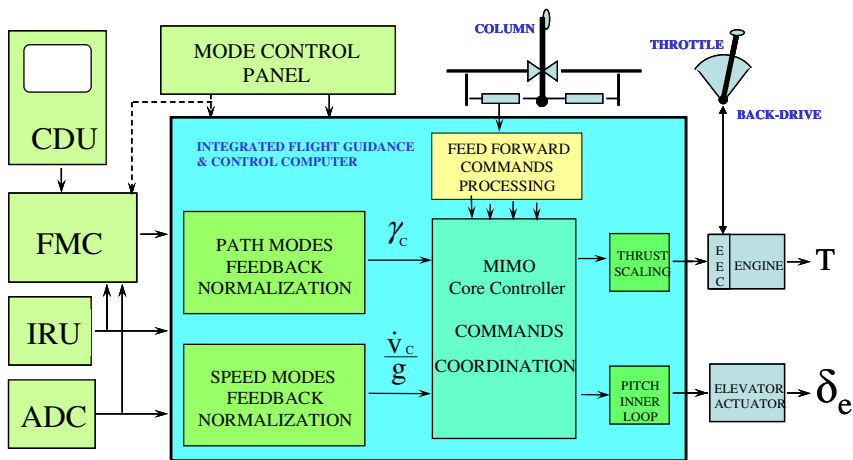 CDU
FMC
IRU
ADC
MODE CONTROL
PANEL
COLUMN
THROTTLE
BACK-DRIVE
INTEGRATED FLIGHT GUIDANCE
& CONTROL COMPUTER
FEED FORWARD
COMMANDS
PROCESSING
PATH MODES
FEEDBACK
NORMALIZATION
γc
SPEED MODES
FEEDBACK
NORMALIZATION
v̇c
g
MIMO
Core Controller
COMMANDS
COORDINATION
THRUST
SCALING
PITCH
INNER
LOOP
EEC
ENGINE
T
ELEVATOR
ACTUATOR
δe